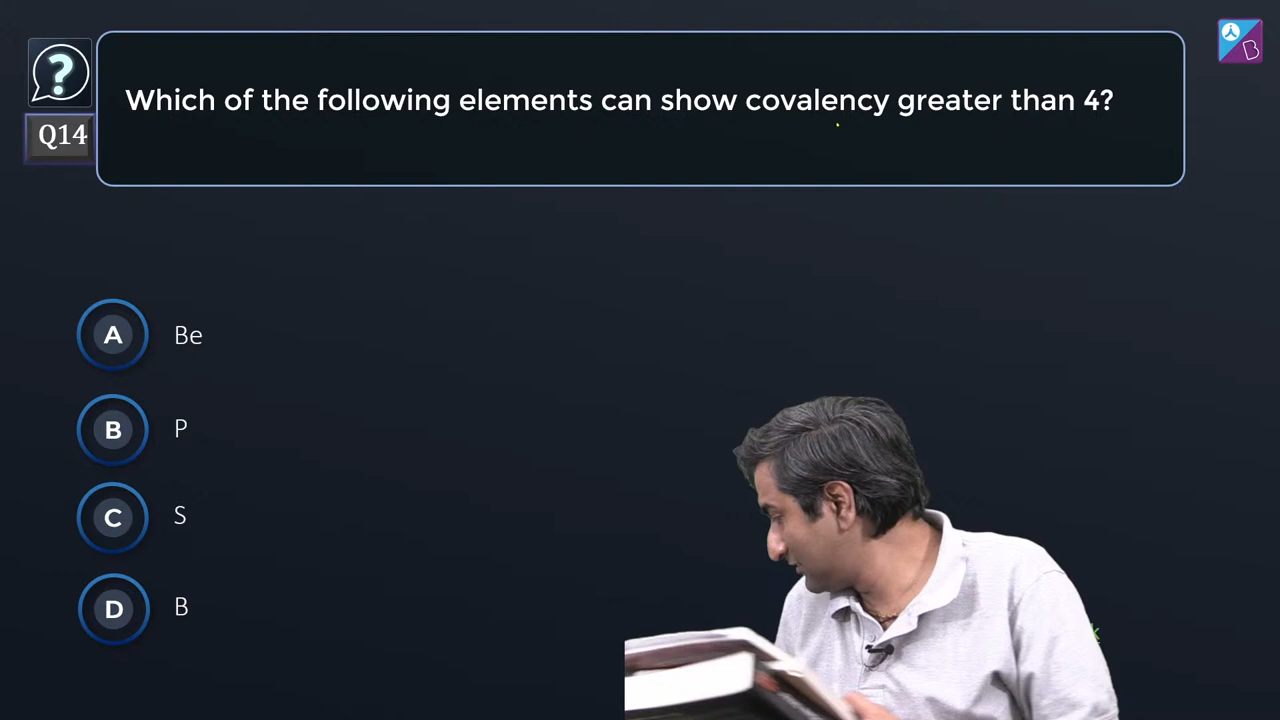 ?
Which of the following elements can show covalency greater than 4?
Q14
A Be
B P
C S
D B